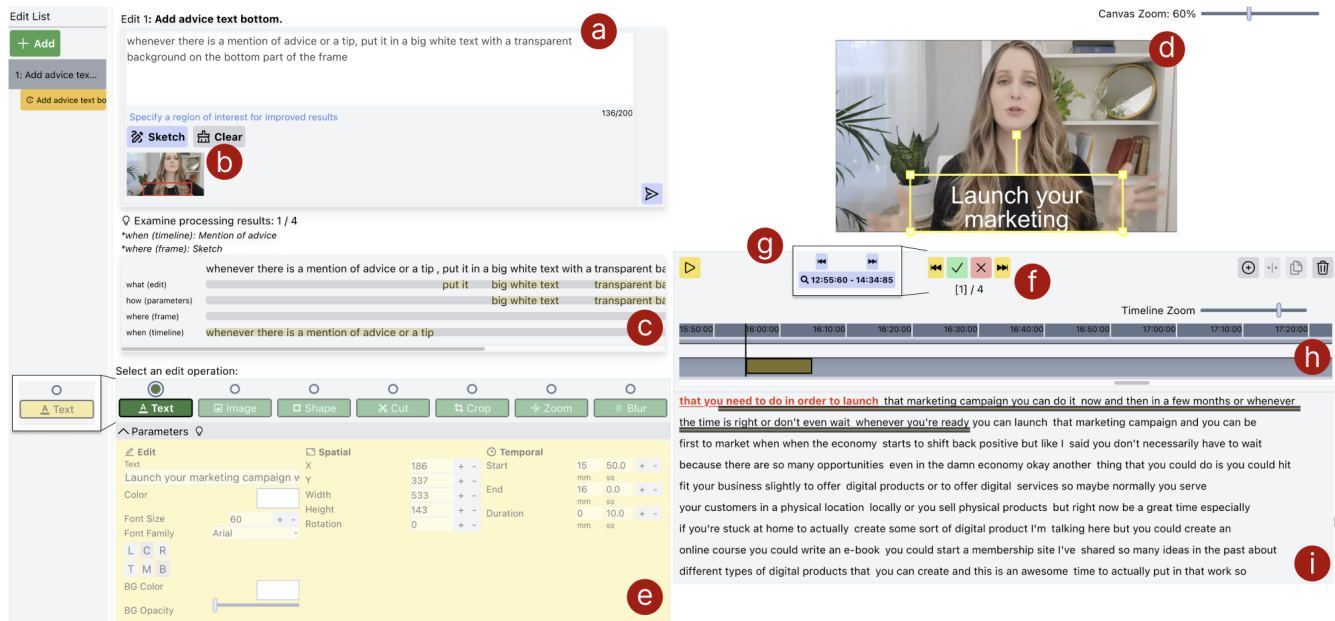 Edit List
+ Add
1: Add advice tex...
Add advice text bo
Edit 1: Add advice text bottom.
a
whenever there is a mention of advice or a tip, put it in a big white text with a transparent
background on the bottom part of the frame
136/200
Specify a region of interest for improved results
Sketch
Clear
b
Examine processing results: 1 / 4
*when (timeline): Mention of advice
*where (frame): Sketch
whenever there is a mention of advice or a tip , put it in a big white text with a transparent ba
what (edit)
put it
big white text
transparent ba
how (parameters)
big white text
transparent ba
where (frame)
when (timeline)
whenever there is a mention of advice or a tip
c
Select an edit operation:
A Text
A Text
Image
Shape
Cut
Crop
Zoom
Blur
Parameters
Edit
Text
Launch your marketing campaign w
Color
Font Size
60
+ -
Font Family
Arial
L C R
T M B
BG Color
BG Opacity
Spatial
X
186
+ -
Y
337
+ -
Width
533
+ -
Height
143
+ -
Rotation
0
+ -
Temporal
Start
15
50.0
+ -
mm
ss
End
16
0.0
+ -
mm
ss
Duration
0
10.0
+ -
mm
ss
e
Canvas Zoom: 60%
d
Launch your
marketing
g
12:55:60 - 14:34:85
[1] / 4
f
Timeline Zoom
15:50:00
16:00:00
16:10:00
16:20:00
16:30:00
16:40:00
16:50:00
17:00:00
17:10:00
17:20:00
h
that you need to do in order to launch that marketing campaign you can do it now and then in a few months or whenever
the time is right or don't even wait whenever you're ready you can launch that marketing campaign and you can be
first to market when when the economy starts to shift back positive but like I said you don't necessarily have to wait
because there are so many opportunities even in the damn economy okay another thing that you could do is you could hit
fit your business slightly to offer digital products or to offer digital services so maybe normally you serve
your customers in a physical location locally or you sell physical products but right now be a great time especially
if you're stuck at home to actually create some sort of digital product I'm talking here but you could create an
online course you could write an e-book you could start a membership site I've shared so many ideas in the past about
different types of digital products that you can create and this is an awesome time to actually put in that work so
i